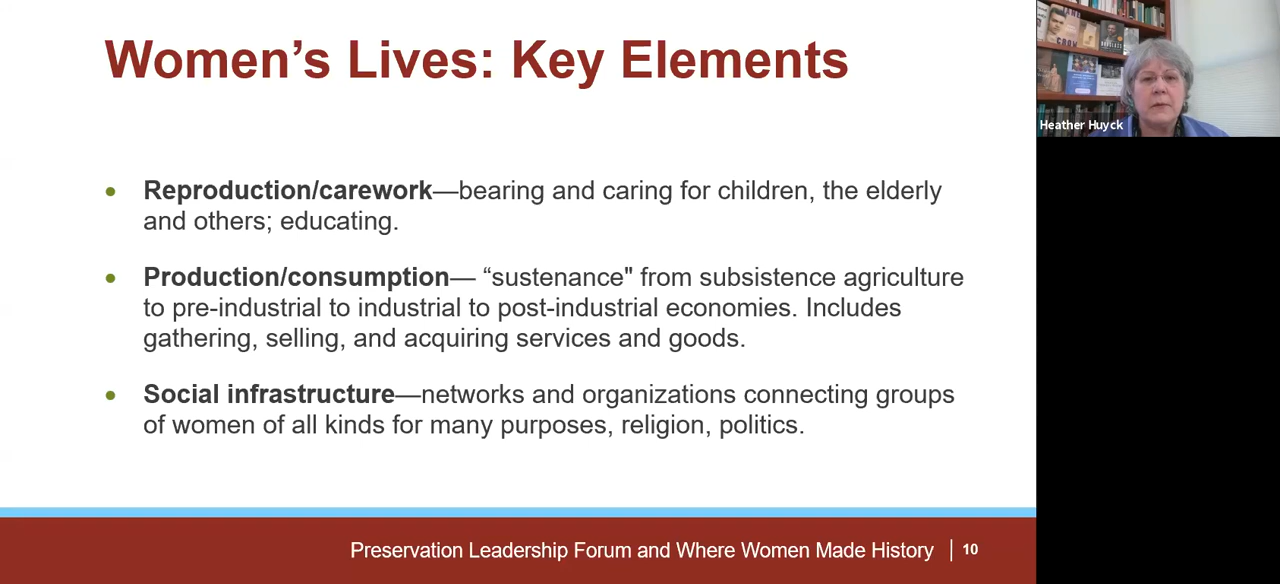 Women’s Lives: Key Elements
• Reproduction/carework—bearing and caring for children, the elderly
and others; educating.
• Production/consumption— “sustenance" from subsistence agriculture
to pre-industrial to industrial to post-industrial economies. Includes
gathering, selling, and acquiring services and goods.
• Social infrastructure—networks and organizations connecting groups
of women of all kinds for many purposes, religion, politics.
Preservation Leadership Forum and Where Women Made History | 10
Heather Huyck